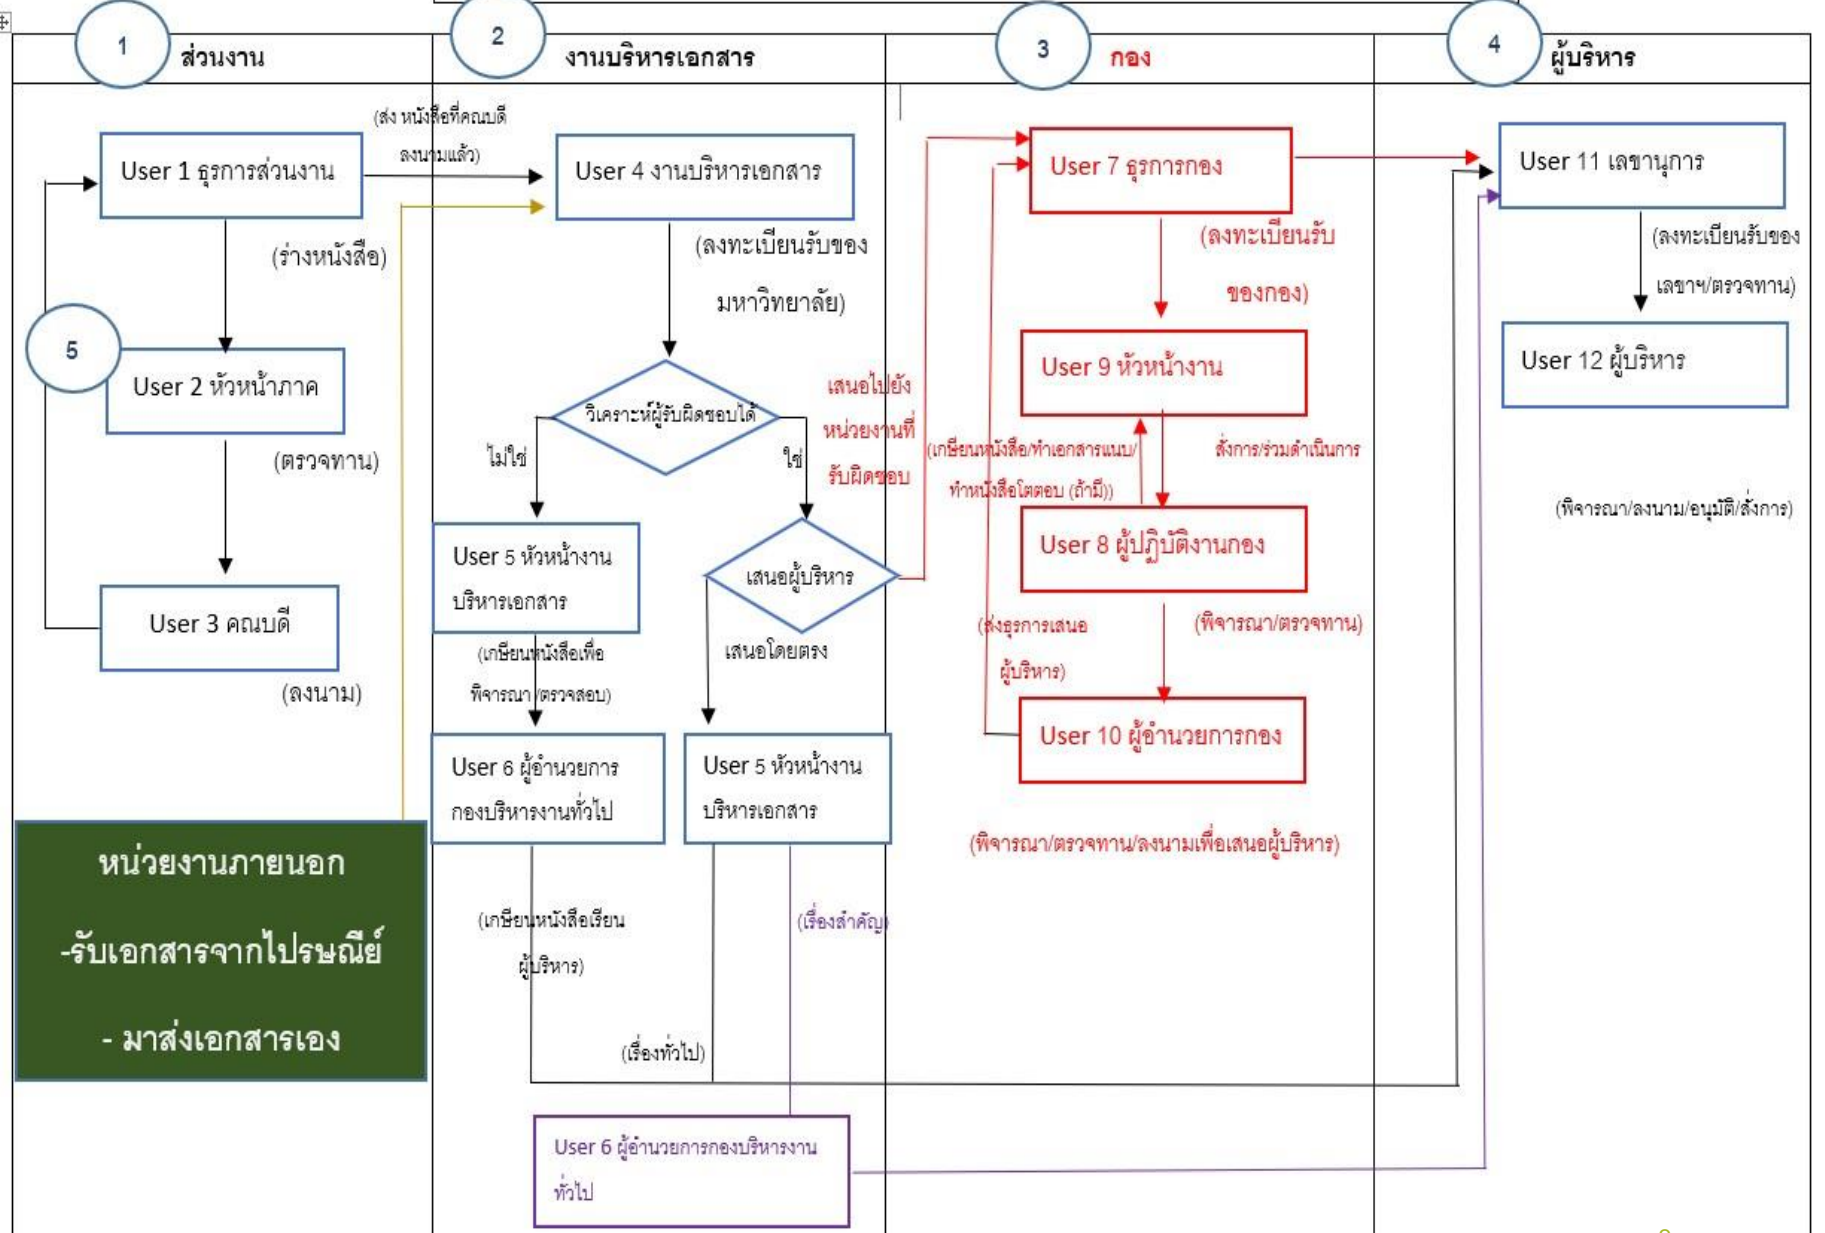 1
ส่วนงาน
2
งานบริหารเอกสาร
3
กอง
4
ผู้บริหาร
User 1 ธุรการส่วนงาน
(ร่างหนังสือ)
5
User 2 หัวหน้าภาค
(ตรวจทาน)
User 3 คณบดี
(ลงนาม)
หน่วยงานภายนอก
-รับเอกสารจากไปรษณีย์
- มาส่งเอกสารเอง
(ส่ง หนังสือที่คณบดี
ลงนามแล้ว)
User 4 งานบริหารเอกสาร
(ลงทะเบียนรับของ
มหาวิทยาลัย)
วิเคราะห์ผู้รับผิดชอบได้
ไม่ใช่
ใช่
User 5 หัวหน้างาน
บริหารเอกสาร
(เกษียนหนังสือเพื่อ
พิจารณา/ตรวจสอบ)
เสนอผู้บริหาร
เสนอโดยตรง
User 6 ผู้อำนวยการ
กองบริหารงานทั่วไป
User 5 หัวหน้างาน
บริหารเอกสาร
(เกษียนหนังสือเรียน
ผู้บริหาร)
(เรื่องสำคัญ)
(เรื่องทั่วไป)
User 6 ผู้อำนวยการกองบริหารงาน
ทั่วไป
เสนอไปยัง
หน่วยงานที่
รับผิดชอบ
User 7 ธุรการกอง
(ลงทะเบียนรับ
ของกอง)
User 9 หัวหน้างาน
(เกษียนหนังสือ/ทำเอกสารแนบ/
ทำหนังสือโตตอบ (ถ้ามี))
สั่งการ/ร่วมดำเนินการ
User 8 ผู้ปฏิบัติงานกอง
(ส่งธุรการเสนอ
ผู้บริหาร)
(พิจารณา/ตรวจทาน)
User 10 ผู้อำนวยการกอง
(พิจารณา/ตรวจทาน/ลงนามเพื่อเสนอผู้บริหาร)
User 11 เลขานุการ
(ลงทะเบียนรับของ
เลขาฯ/ตรวจทาน)
User 12 ผู้บริหาร
(พิจารณา/ลงนาม/อนุมัติ/สั่งการ)